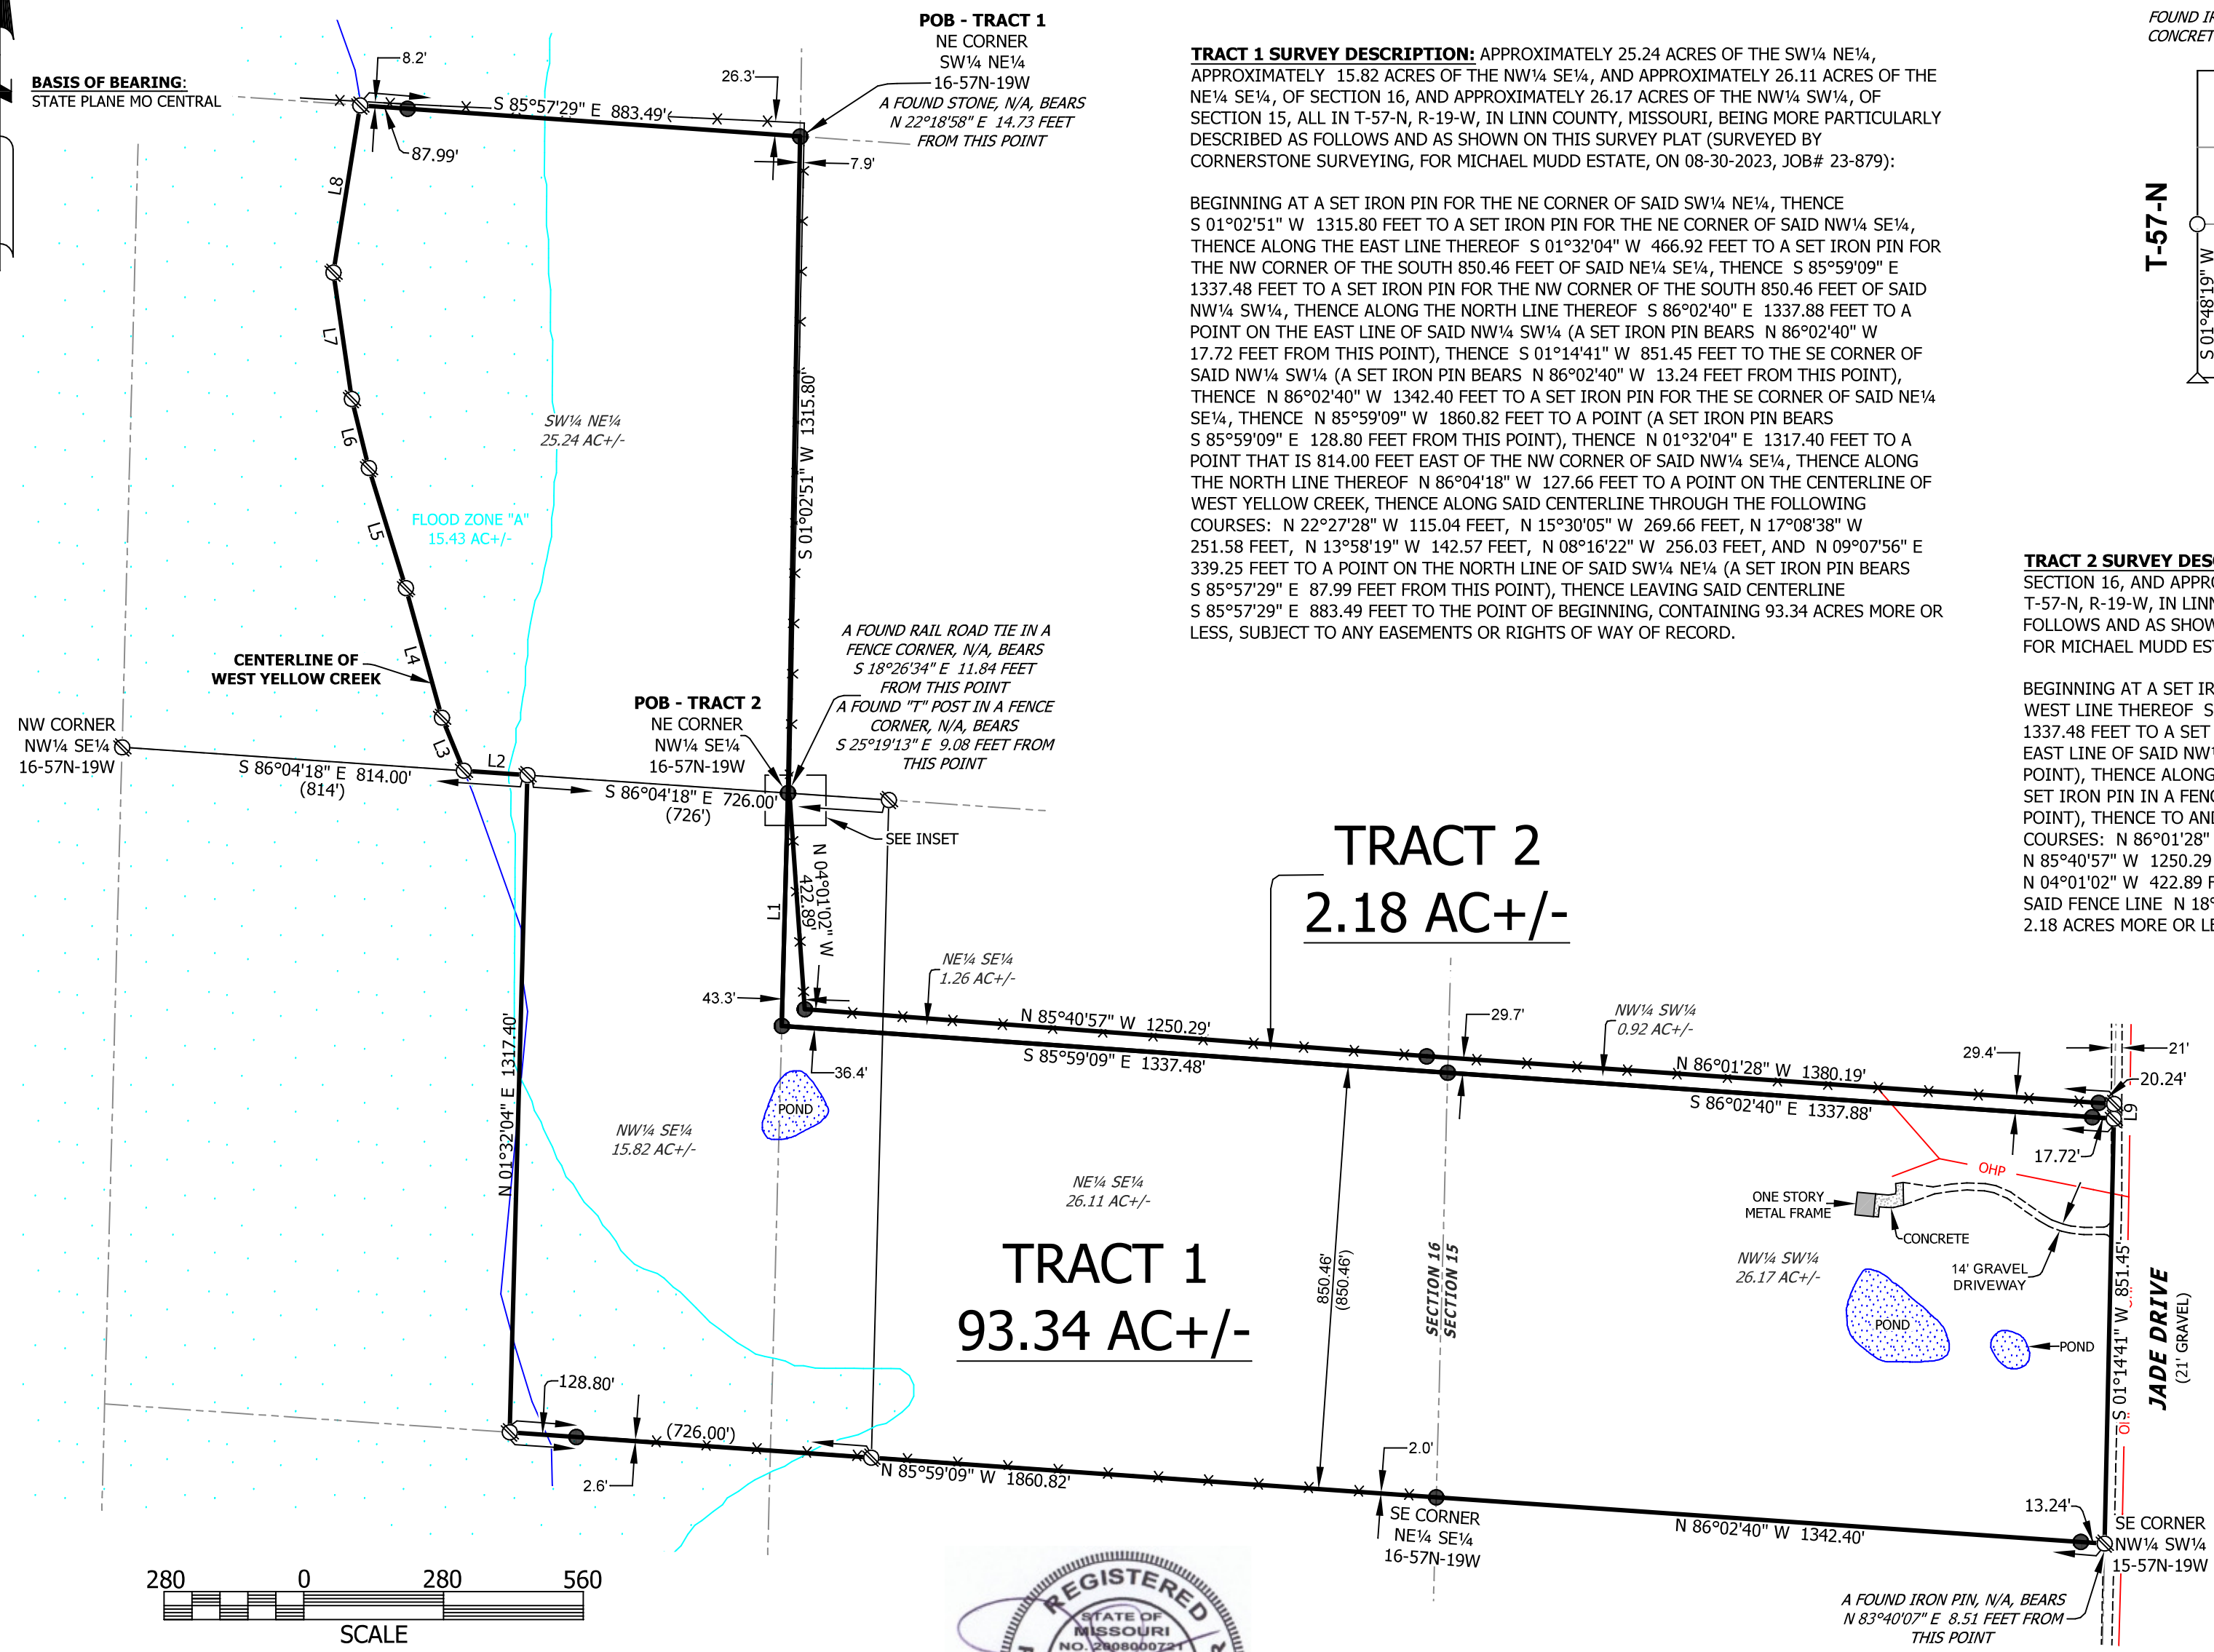 BASIS OF BEARING:
STATE PLANE MO CENTRAL
8.2'
87.99'
S 85°57'29" E 883.49'
26.3'
7.9'
POB - TRACT 1
NE CORNER
SW¼ NE¼
16-57N-19W
A FOUND STONE, N/A, BEARS
N 22°18'58" E 14.73 FEET
FROM THIS POINT
TRACT 1 SURVEY DESCRIPTION: APPROXIMATELY 25.24 ACRES OF THE SW¼ NE¼,
APPROXIMATELY 15.82 ACRES OF THE NW¼ SE¼, AND APPROXIMATELY 26.11 ACRES OF THE
NE¼ SE¼, OF SECTION 16, AND APPROXIMATELY 26.17 ACRES OF THE NW¼ SW¼, OF
SECTION 15, ALL IN T-57-N, R-19-W, IN LINN COUNTY, MISSOURI, BEING MORE PARTICULARLY
DESCRIBED AS FOLLOWS AND AS SHOWN ON THIS SURVEY PLAT (SURVEYED BY
CORNERSTONE SURVEYING, FOR MICHAEL MUDD ESTATE, ON 08-30-2023, JOB# 23-879):
BEGINNING AT A SET IRON PIN FOR THE NE CORNER OF SAID SW¼ NE¼, THENCE
S 01°02'51" W 1315.80 FEET TO A SET IRON PIN FOR THE NE CORNER OF SAID NW¼ SE¼,
THENCE ALONG THE EAST LINE THEREOF S 01°32'04" W 466.92 FEET TO A SET IRON PIN FOR
THE NW CORNER OF THE SOUTH 850.46 FEET OF SAID NE¼ SE¼, THENCE S 85°59'09" E
1337.48 FEET TO A SET IRON PIN FOR THE NW CORNER OF THE SOUTH 850.46 FEET OF SAID
NW¼ SW¼, THENCE ALONG THE NORTH LINE THEREOF S 86°02'40" E 1337.88 FEET TO A
POINT ON THE EAST LINE OF SAID NW¼ SW¼ (A SET IRON PIN BEARS N 86°02'40" W
17.72 FEET FROM THIS POINT), THENCE S 01°14'41" W 851.45 FEET TO THE SE CORNER OF
SAID NW¼ SW¼ (A SET IRON PIN BEARS N 86°02'40" W 13.24 FEET FROM THIS POINT),
THENCE N 86°02'40" W 1342.40 FEET TO A SET IRON PIN FOR THE SE CORNER OF SAID NE¼
SE¼, THENCE N 85°59'09" W 1860.82 FEET TO A POINT (A SET IRON PIN BEARS
S 85°59'09" E 128.80 FEET FROM THIS POINT), THENCE N 01°32'04" E 1317.40 FEET TO A
POINT THAT IS 814.00 FEET EAST OF THE NW CORNER OF SAID NW¼ SE¼, THENCE ALONG
THE NORTH LINE THEREOF N 86°04'18" W 127.66 FEET TO A POINT ON THE CENTERLINE OF
WEST YELLOW CREEK, THENCE ALONG SAID CENTERLINE THROUGH THE FOLLOWING
COURSES: N 22°27'28" W 115.04 FEET, N 15°30'05" W 269.66 FEET, N 17°08'38" W
251.58 FEET, N 13°58'19" W 142.57 FEET, N 08°16'22" W 256.03 FEET, AND N 09°07'56" E
339.25 FEET TO A POINT ON THE NORTH LINE OF SAID SW¼ NE¼ (A SET IRON PIN BEARS
S 85°57'29" E 87.99 FEET FROM THIS POINT), THENCE LEAVING SAID CENTERLINE
S 85°57'29" E 883.49 FEET TO THE POINT OF BEGINNING, CONTAINING 93.34 ACRES MORE OR
LESS, SUBJECT TO ANY EASEMENTS OR RIGHTS OF WAY OF RECORD.
FOUND
CONCRET
T-57-N
S 01°48'19" W
TRACT 2 SURVEY DES
SECTION 16, AND APPR
T-57-N, R-19-W, IN LIN
FOLLOWS AND AS SHOW
FOR MICHAEL MUDD EST
BEGINNING AT A SET IR
WEST LINE THEREOF S
1337.48 FEET TO A SET
EAST LINE OF SAID NW
POINT), THENCE ALONG
SET IRON PIN IN A FENC
POINT), THENCE TO AND
COURSES: N 86°01'28"
N 85°40'57" W 1250.29
N 04°01'02" W 422.89 F
SAID FENCE LINE N 18°
2.18 ACRES MORE OR LE
L8
L7
L6
L5
L4
L3
L2
L1
SW¼ NE¼
25.24 AC+/-
FLOOD ZONE "A"
15.43 AC+/-
S 01°02'51" W 1315.80'
CENTERLINE OF
WEST YELLOW CREEK
NW CORNER
NW¼ SE¼
16-57N-19W
S 86°04'18" E 814.00'
(814')
POB - TRACT 2
NE CORNER
NW¼ SE¼
16-57N-19W
S 86°04'18" E 726.00'
(726')
A FOUND RAIL ROAD TIE IN A
FENCE CORNER, N/A, BEARS
S 18°26'34" E 11.84 FEET
FROM THIS POINT
A FOUND "T" POST IN A FENCE
CORNER, N/A, BEARS
S 25°19'13" E 9.08 FEET FROM
THIS POINT
SEE INSET
N 04°01'02" W
422.89'
TRACT 2
2.18 AC+/-
43.3'
36.4'
NE¼ SE¼
1.26 AC+/-
N 85°40'57" W 1250.29'
S 85°59'09" E 1337.48'
29.7'
NW¼ SW¼
0.92 AC+/-
N 86°01'28" W 1380.19'
S 86°02'40" E 1337.88'
29.4'
21'
20.24'
L9
17.72'
OHP
N 01°32'04" E 1317.40'
POND
NW¼ SE¼
15.82 AC+/-
NE¼ SE¼
26.11 AC+/-
TRACT 1
93.34 AC+/-
850.46'
(850.46')
SECTION 16
SECTION 15
ONE STORY
METAL FRAME
CONCRETE
14' GRAVEL
DRIVEWAY
NW¼ SW¼
26.17 AC+/-
POND
POND
S 01°14'41" W 851.45'
JADE DRIVE
(21' GRAVEL)
128.80'
(726.00')
2.6'
N 85°59'09" W 1860.82'
2.0'
SE CORNER
NE¼ SE¼
16-57N-19W
N 86°02'40" W 1342.40'
13.24'
SE CORNER
NW¼ SW¼
15-57N-19W
A FOUND IRON PIN, N/A, BEARS
N 83°40'07" E 8.51 FEET FROM
THIS POINT
280 0 280 560
SCALE
REGISTERED
STATE OF
MISSOURI
NO. 2008000721